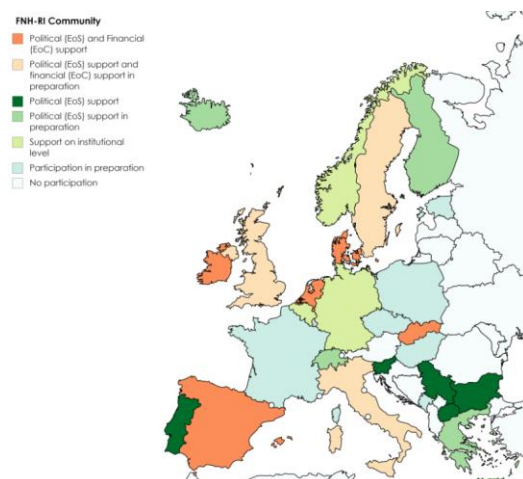 FNH-RI Community
Political (EoS) and Financial
(EoC) support
Political (EoS) support and
financial (EoC) support in
preparation
Political (EoS) support
Political (EoS) support in
preparation
Support on institutional
level
Participation in preparation
No participation